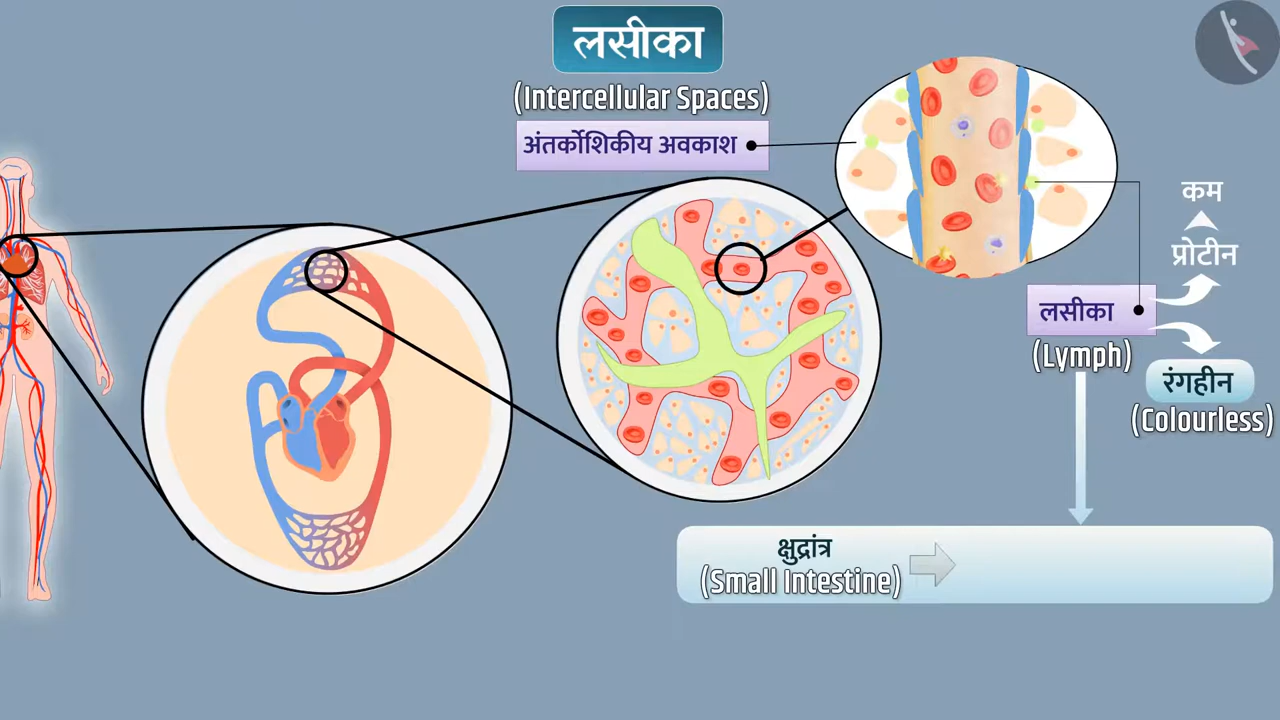 लसीका
(Intercellular Spaces)
अंतर्कोशिकीय अवकाश
कम
प्रोटीन
लसीका
(Lymph)
रंगहीन
(Colourless)
क्षुद्रांत्र
(Small Intestine)